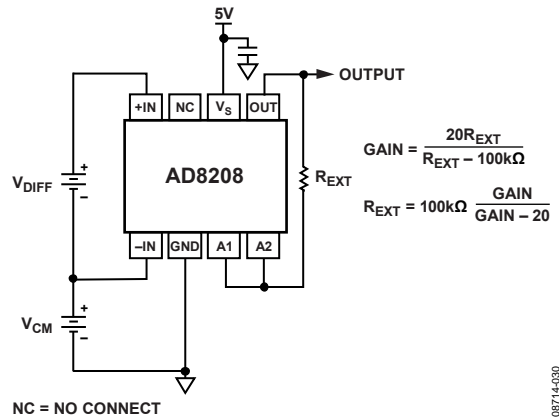 5V
OUTPUT
+IN NC VS OUT
GAIN = 20REXT / REXT – 100kΩ
AD8208
REXT
VDIFF
+
–
REXT = 100kΩ GAIN / GAIN – 20
–IN GND A1 A2
VCM
+
–
NC = NO CONNECT
09714-030